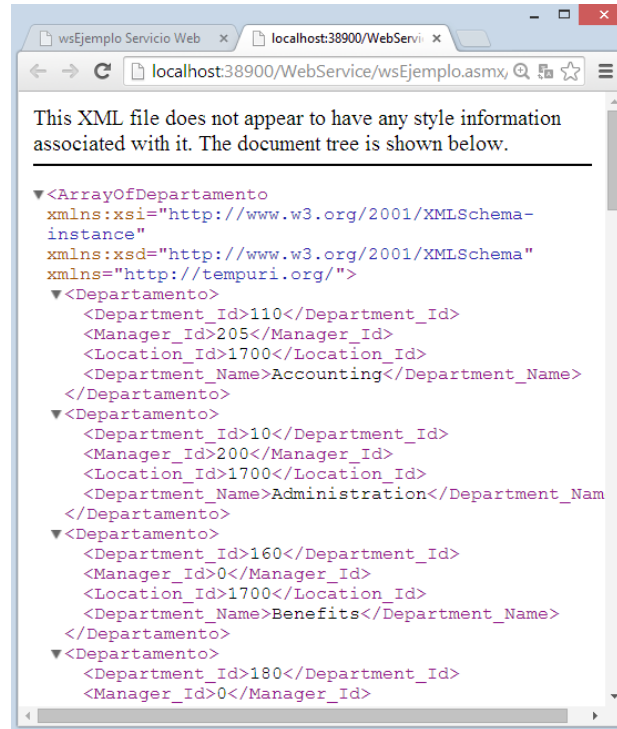 wsEjemplo Servicio Web
localhost:38900/WebServi
localhost:38900/WebService/wsEjemplo.asmx/
This XML file does not appear to have any style information
associated with it. The document tree is shown below.
▼<ArrayOfDepartamento
xmlns:xsi="http://www.w3.org/2001/XMLSchema-
instance"
xmlns:xsd="http://www.w3.org/2001/XMLSchema"
xmlns="http://tempuri.org/">
▼<Departamento>
<Department_Id>110</Department_Id>
<Manager_Id>205</Manager_Id>
<Location_Id>1700</Location_Id>
<Department_Name>Accounting</Department_Name>
</Departamento>
▼<Departamento>
<Department_Id>10</Department_Id>
<Manager_Id>200</Manager_Id>
<Location_Id>1700</Location_Id>
<Department_Name>Administration</Department_Nam
</Departamento>
▼<Departamento>
<Department_Id>160</Department_Id>
<Manager_Id>0</Manager_Id>
<Location_Id>1700</Location_Id>
<Department_Name>Benefits</Department_Name>
</Departamento>
▼<Departamento>
<Department_Id>180</Department_Id>
<Manager_Id>0</Manager_Id>